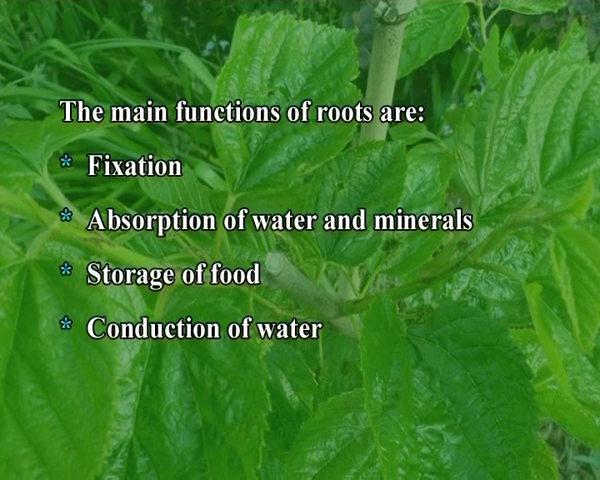 The main functions of roots are:
* Fixation
* Absorption of water and minerals
* Storage of food
* Conduction of water